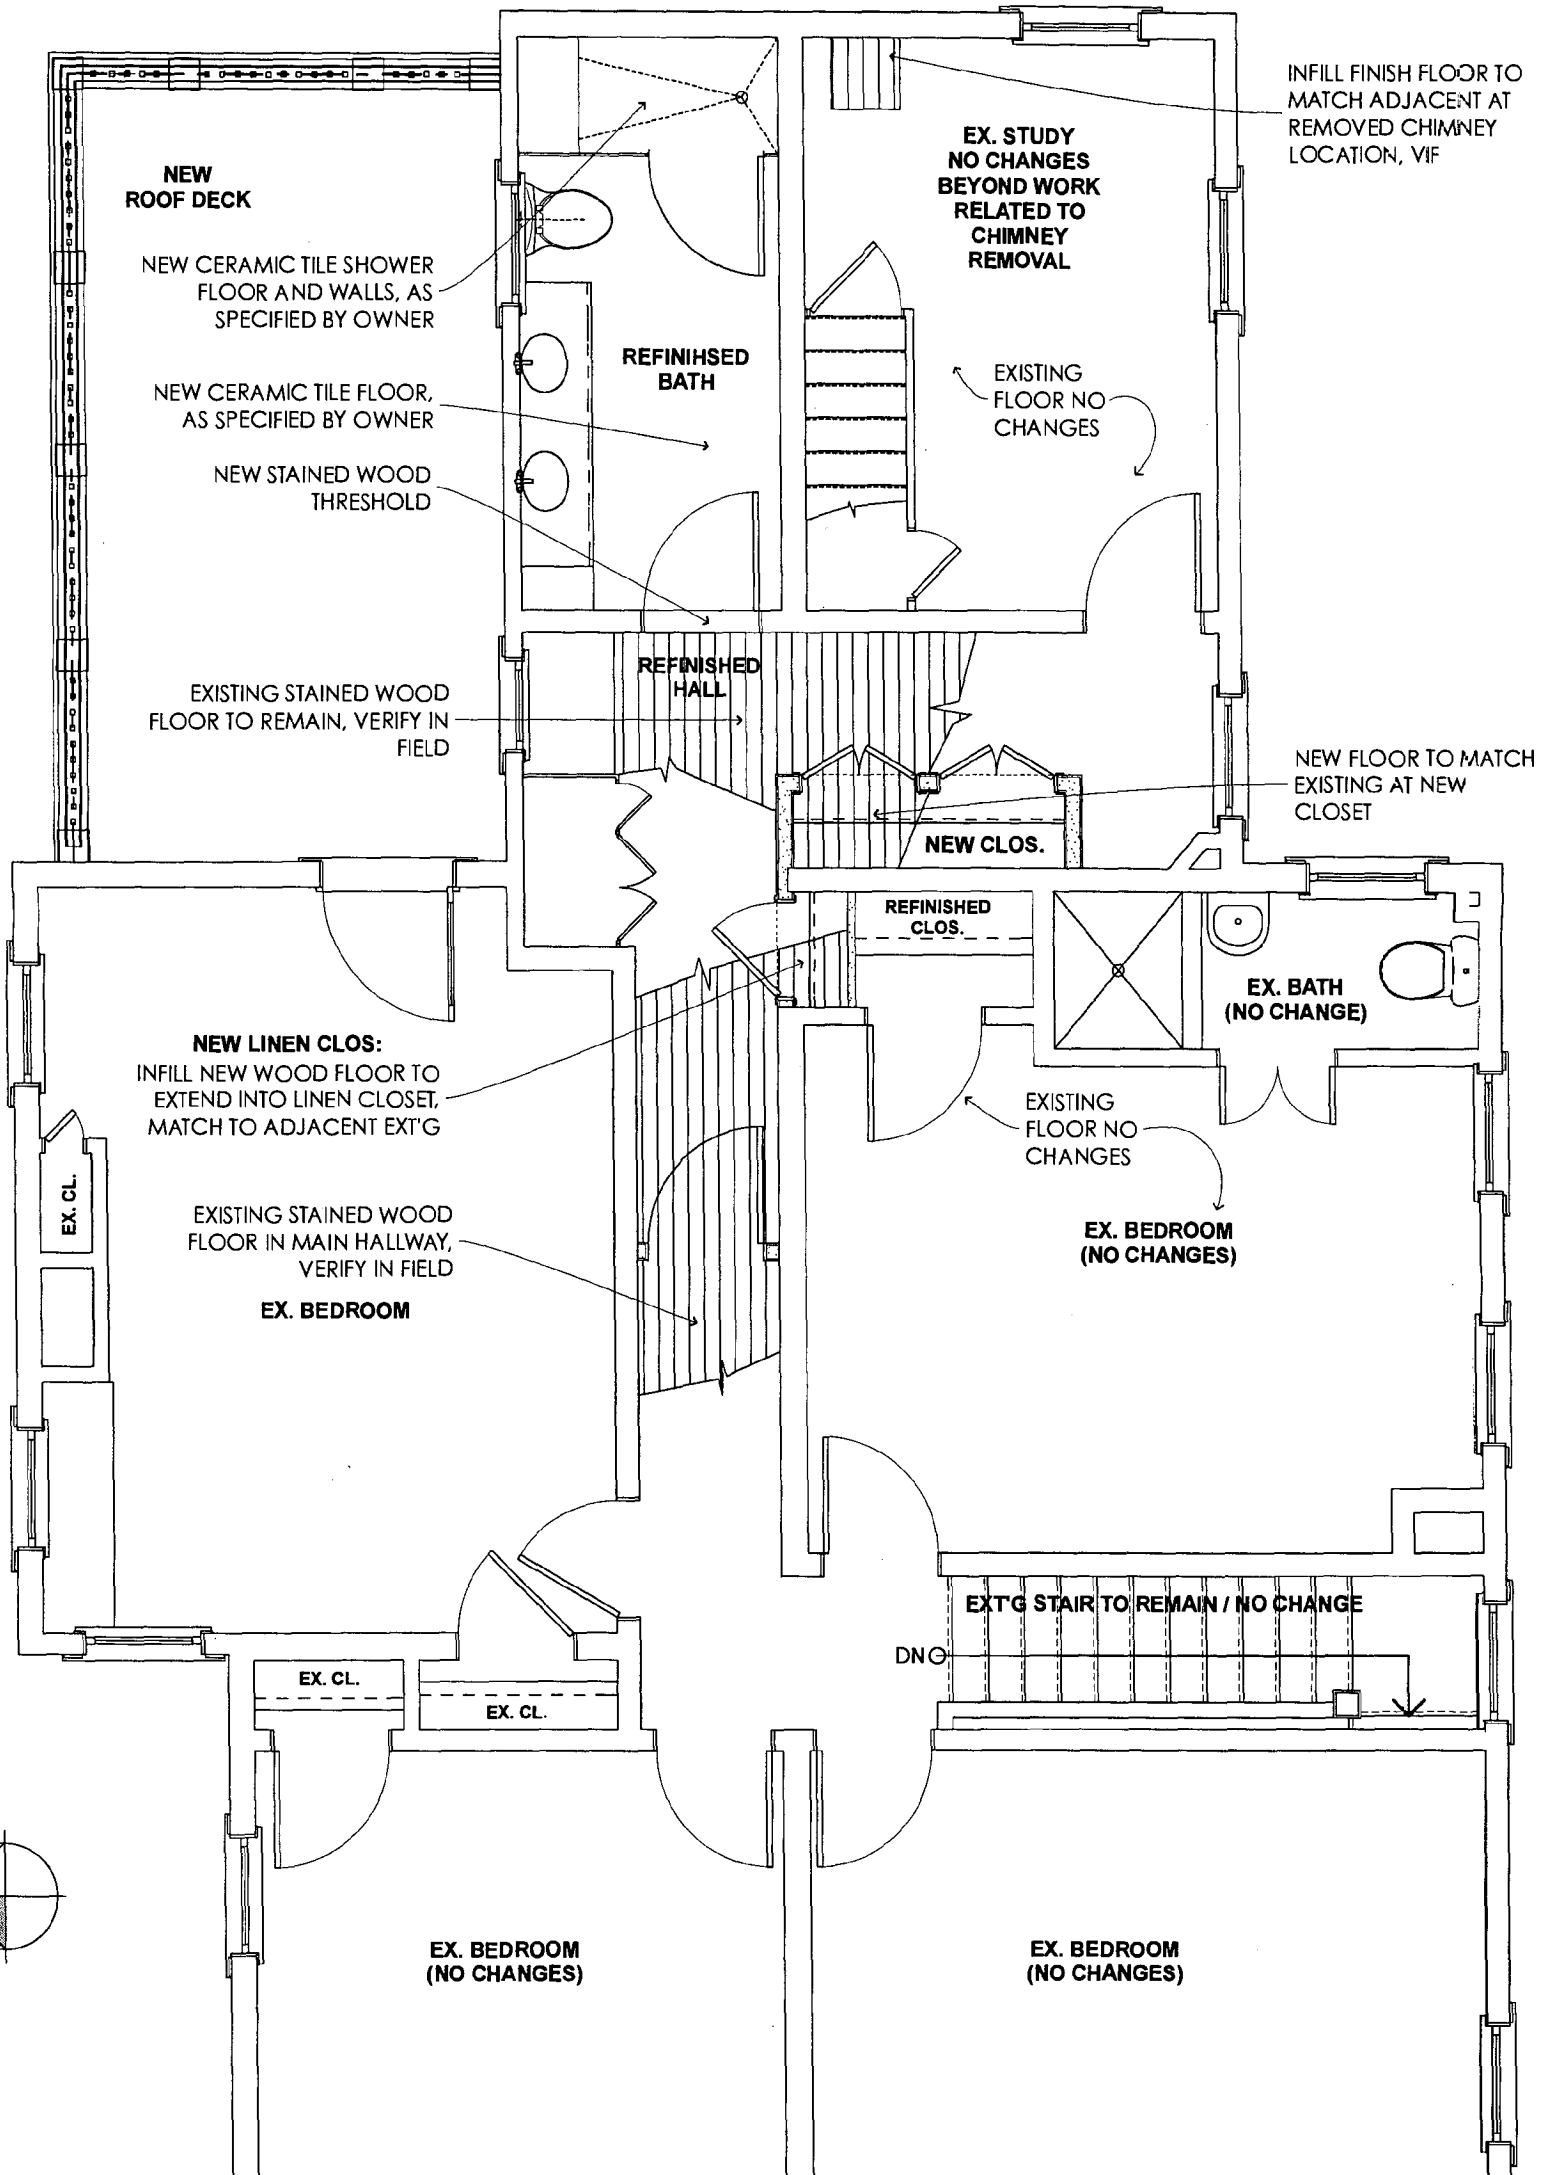 INFILL FINISH FLOOR TO
MATCH ADJACENT AT
REMOVED CHIMNEY
LOCATION, VIF
EX. STUDY
NO CHANGES
BEYOND WORK
RELATED TO
CHIMNEY
REMOVAL
NEW
ROOF DECK
NEW CERAMIC TILE SHOWER
FLOOR AND WALLS, AS
SPECIFIED BY OWNER
REFINIHSED
BATH
NEW CERAMIC TILE FLOOR,
AS SPECIFIED BY OWNER
EXISTING
FLOOR NO
CHANGES
NEW STAINED WOOD
THRESHOLD
REFINISHED
HALL
EXISTING STAINED WOOD
FLOOR TO REMAIN, VERIFY IN
FIELD
NEW FLOOR TO MATCH
EXISTING AT NEW
CLOSET
NEW CLOS.
REFINISHED
CLOS.
EX. BATH
(NO CHANGE)
NEW LINEN CLOS:
INFILL NEW WOOD FLOOR TO
EXTEND INTO LINEN CLOSET,
MATCH TO ADJACENT EXT'G
EXISTING
FLOOR NO
CHANGES
EX. CL.
EXISTING STAINED WOOD
FLOOR IN MAIN HALLWAY,
VERIFY IN FIELD
EX. BEDROOM
(NO CHANGES)
EX. BEDROOM
EXT'G STAIR TO REMAIN / NO CHANGE
DN
EX. CL.
EX. CL.
EX. BEDROOM
(NO CHANGES)
EX. BEDROOM
(NO CHANGES)